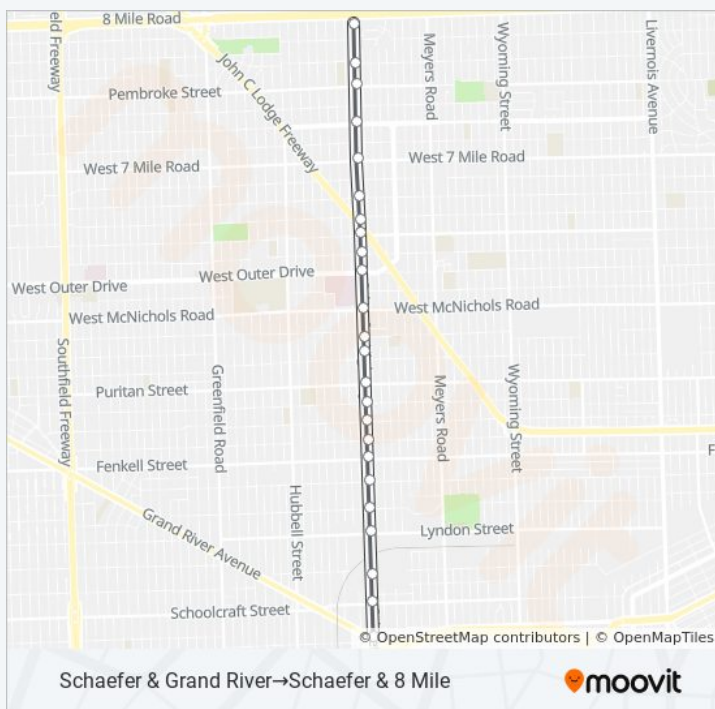 8 Mile Road
eld Freeway
John C Lodge Freeway
Meyers Road
Wyoming Street
Livernois Avenue
Pembroke Street
West 7 Mile Road
West 7 Mile Road
West Outer Drive
West Outer Drive
West McNichols Road
West McNichols Road
Southfield Freeway
Greenfield Road
Puritan Street
Meyers Road
Wyoming Street
Fenkell Street
F
Hubbell Street
Grand River Avenue
Lyndon Street
Schoolcraft Street
© OpenStreetMap contributors | © OpenMapTiles
Schaefer & Grand River→Schaefer & 8 Mile
moovit